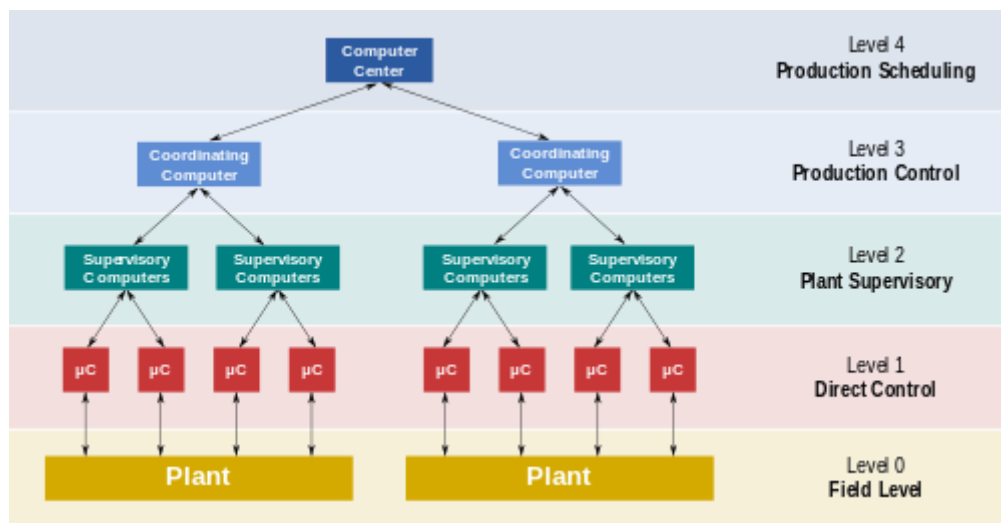 Computer
Center
Level 4
Production Scheduling
Coordinating
Computer
Coordinating
Computer
Level 3
Production Control
Supervisory
Computers
Supervisory
Computers
Supervisory
Computers
Supervisory
Computers
Level 2
Plant Supervisory
µC
µC
µC
µC
µC
µC
µC
µC
Level 1
Direct Control
Plant
Plant
Level 0
Field Level